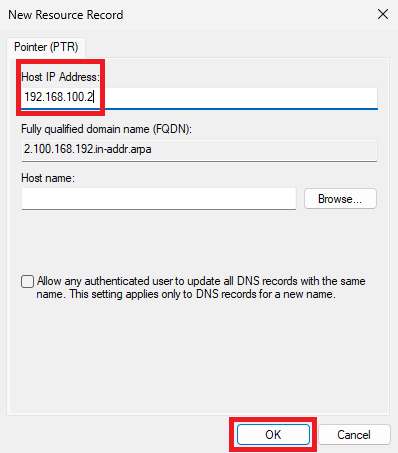 New Resource Record
Pointer (PTR)
Host IP Address:
192.168.100.2
Fully qualified domain name (FQDN):
2.100.168.192.in-addr.arpa
Host name:
Browse...
Allow any authenticated user to update all DNS records with the same
name. This setting applies only to DNS records for a new name.
OK
Cancel